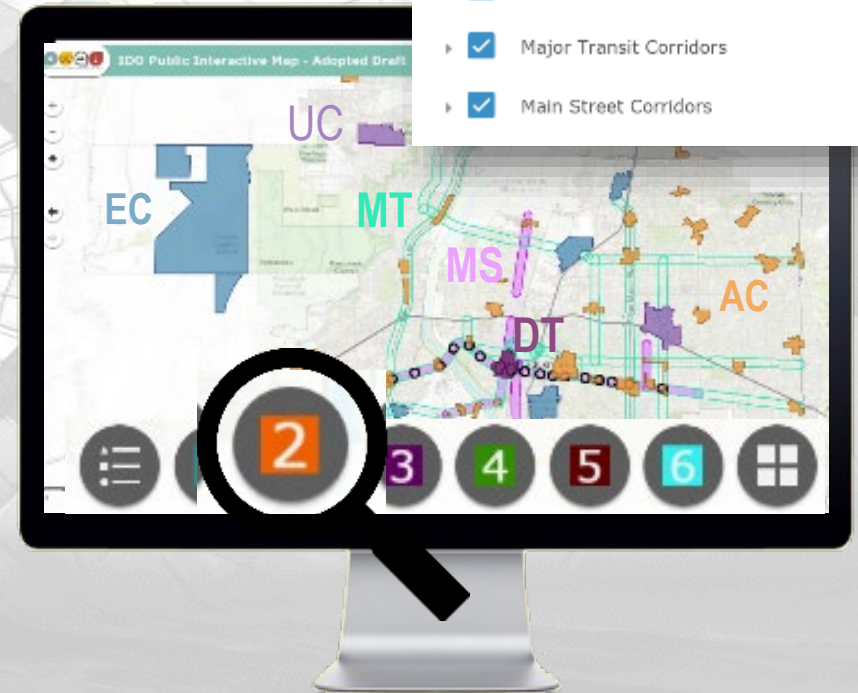 Major Transit Corridors
Main Street Corridors
IDO Public Interactive Map - Adopted Draft
UC
EC
MT
MS
AC
DT
2
3
4
5
6